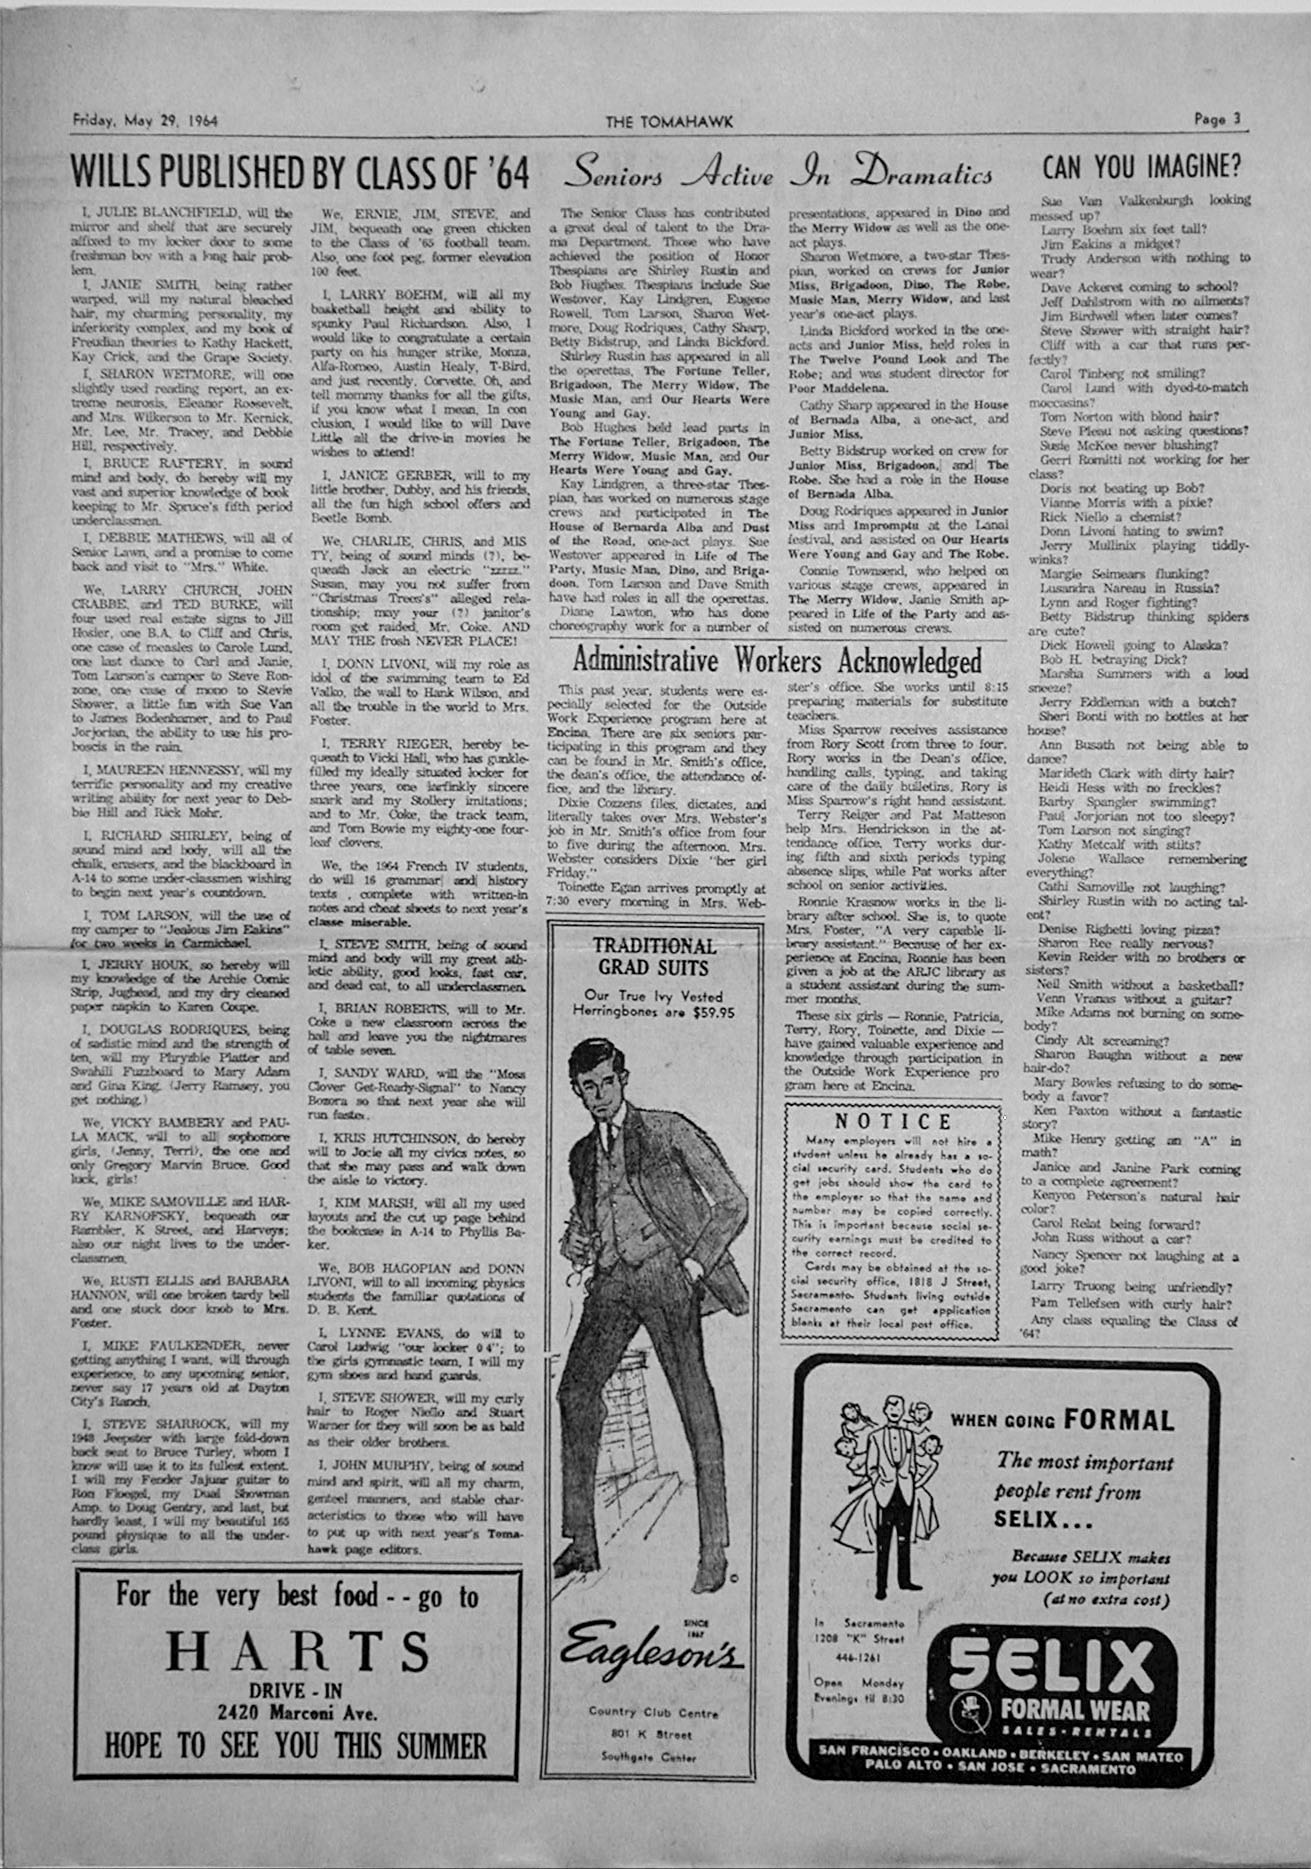 Friday, May 29, 1964
THE TOMAHAWK
Page 3
WILLS PUBLISHED BY CLASS OF '64
I, JULIE BLANCHFIELD, will the
mirror and shelf that are securely
affixed to my locker door to some
freshman boy with a long hair prob-
lem.
I, JANIE SMITH, being rather
warped, will my natural bleached
hair, my charming personality, my
inferiority complex, and my book of
Freudian theories to Kathy Hackett,
Kay Crick, and the Grape Society.
I, SHARON WETMORE, will one
slightly used reading report, an ex-
treme neurosis, Eleanor Roosevelt,
and Mrs. Wilkerson to Mr. Kernick,
Mr. Lee, Mr. Tracey, and Debbie
Hill, respectively.
I, BRUCE RAFTERY, in sound
mind and body, do hereby will my
vast and superior knowledge of book
keeping to Mr. Spruce's fifth period
underclassmen.
I, DEBBIE MATHEWS, will all of
Senior Lawn, and a promise to come
back and visit to "Mrs." White.
We, LARRY CHURCH, JOHN
CRABBE, and TED BURKE, will
four used real estate signs to Jill
Hosier, one B.A. to Cliff and Chris,
one case of measles to Carole Lund,
one last dance to Carl and Janie,
Tom Larson's camper to Steve Ron-
zone, one case of mono to Stevie
Shower, a little fun with Sue Van
to James Bodenhamer, and to Paul
Jorjorian, the ability to use his pro-
boscis in the rain.
I, MAUREEN HENNESSY, will my
terrific personality and my creative
writing ability for next year to Deb-
bie Hill and Rick Mohr.
I, RICHARD SHIRLEY, being of
sound mind and body, will all the
chalk, erasers, and the blackboard in
A-14 to some under-classmen wishing
to begin next year's countdown.
I, TOM LARSON, will the use of
my camper to "Jealous Jim Eakins"
for two weeks in Carmichael.
I, JERRY HOUK, so hereby will
my knowledge of the Archie Comic
Strip, Jughead, and my dry cleaned
paper napkin to Karen Coupe.
I, DOUGLAS RODRIQUES, being
of sadistic mind and the strength of
ten, will my Phryzble Platter and
Swahili Fuzzboard to Mary Adam
and Gina King. (Jerry Ramsey, you
get nothing.)
We, VICKY BAMBERY and PAU-
LA MACK, will to all sophomore
girls, (Jenny, Terri), the one and
only Gregory Marvin Bruce. Good
luck, girls!
We, MIKE SAMOVILLE and HAR-
RY KARNOFSKY, bequeath our
Rambler, K Street, and Harveys;
also our night lives to the under-
classmen.
We, RUSTI ELLIS and BARBARA
HANNON, will one broken tardy bell
and one stuck door knob to Mrs.
Foster.
I, MIKE FAULKENDER, never
getting anything I want, will through
experience, to any upcoming senior,
never say 17 years old at Dayton
City's Ranch.
I, STEVE SHARROCK, will my
1948 Jeepster with large fold-down
back seat to Bruce Turley, whom I
know will use it to its fullest extent.
I will my Fender Jajuar guitar to
Ron Floegel, my Dual Showman
Amp. to Doug Gentry, and last, but
hardly least, I will my beautiful 165
pound physique to all the under-
class girls.
We, ERNIE, JIM, STEVE, and
JIM, bequeath one green chicken
to the Class of '65 football team.
Also, one foot peg, former elevation
100 feet.
I, LARRY BOEHM, will all my
basketball height and ability to
spunky Paul Richardson. Also, I
would like to congratulate a certain
party on his hunger strike, Monza,
Alfa-Romeo, Austin Healy, T-Bird,
and just recently, Corvette. Oh, and
tell mommy thanks for all the gifts,
if you know what I mean. In con
clusion, I would like to will Dave
Little all the drive-in movies he
wishes to attend!
I, JANICE GERBER, will to my
little brother, Dubby, and his friends,
all the fun high school offers and
Beetle Bomb.
We, CHARLIE, CHRIS, and MIS
TY, being of sound minds (?), be-
queath Jack an electric "zzzzz."
Susan, may you not suffer from
"Christmas Trees's" alleged rela-
tionship; may your (?) janitor's
room get raided, Mr. Coke. AND
MAY THE frosh NEVER PLACE!
I, DONN LIVONI, will my role as
idol of the swimming team to Ed
Valko, the wall to Hank Wilson, and
all the trouble in the world to Mrs.
Foster.
I, TERRY RIEGER, hereby be-
queath to Vicki Hall, who has gunkle-
filled my ideally situated locker for
three years, one iarfinkly sincere
snark and my Stollery imitations;
and to Mr. Coke, the track team,
and Tom Bowie my eighty-one four-
leaf clovers.
We, the 1964 French IV students,
do will 16 grammar and history
texts , complete with written-in
notes and cheat sheets to next year's
classe miserable.
I, STEVE SMITH, being of sound
mind and body will my great ath-
letic ability, good looks, fast car,
and dead cat, to all underclassmen.
I, BRIAN ROBERTS, will to Mr.
Coke a new classroom across the
hall and leave you the nightmares
of table seven.
I, SANDY WARD, will the "Moss
Clover Get-Ready-Signal" to Nancy
Bozora so that next year she will
run faster.
I, KRIS HUTCHINSON, do hereby
will to Jocie all my civics notes, so
that she may pass and walk down
the aisle to victory.
I, KIM MARSH, will all my used
layouts and the cut up page behind
the bookcase in A-14 to Phyllis Ba-
ker.
We, BOB HAGOPIAN and DONN
LIVONI, will to all incoming physics
students the familiar quotations of
D. B. Kent.
I, LYNNE EVANS, do will to
Carol Ludwig "our locker 0 4"; to
the girls gymnastic team, I will my
gym shoes and hand guards.
I, STEVE SHOWER, will my curly
hair to Roger Niello and Stuart
Warner for they will soon be as bald
as their older brothers.
I, JOHN MURPHY, being of sound
mind and spirit, will all my charm,
genteel manners, and stable char-
acteristics to those who will have
to put up with next year's Toma-
hawk page editors.
For the very best food - - go to
HARTS
DRIVE - IN
2420 Marconi Ave.
HOPE TO SEE YOU THIS SUMMER
Seniors Active In Dramatics
The Senior Class has contributed
a great deal of talent to the Dra-
ma Department. Those who have
achieved the position of Honor
Thespians are Shirley Rustin and
Bob Hughes. Thespians include Sue
Westover, Kay Lindgren, Eugene
Rowell, Tom Larson, Sharon Wet-
more, Doug Rodriques, Cathy Sharp,
Betty Bidstrup, and Linda Bickford.
Shirley Rustin has appeared in all
the operettas, The Fortune Teller,
Brigadoon, The Merry Widow, The
Music Man, and Our Hearts Were
Young and Gay.
Bob Hughes held lead parts in
The Fortune Teller, Brigadoon, The
Merry Widow, Music Man, and Our
Hearts Were Young and Gay.
Kay Lindgren, a three-star Thes-
pian, has worked on numerous stage
crews and participated in The
House of Bernarda Alba and Dust
of the Road, one-act plays. Sue
Westover appeared in Life of The
Party, Music Man, Dino, and Briga-
doon. Tom Larson and Dave Smith
have had roles in all the operettas.
Diane Lawton, who has done
choreography work for a number of
presentations, appeared in Dino and
the Merry Widow as well as the one-
act plays.
Sharon Wetmore, a two-star Thes-
pian, worked on crews for Junior
Miss, Brigadoon, Dino, The Robe,
Music Man, Merry Widow, and last
year's one-act plays.
Linda Bickford worked in the one-
acts and Junior Miss, held roles in
The Twelve Pound Look and The
Robe; and was student director for
Poor Maddelena.
Cathy Sharp appeared in the House
of Bernada Alba, a one-act, and
Junior Miss.
Betty Bidstrup worked on crew for
Junior Miss, Brigadoon, and The
Robe. She had a role in the House
of Bernada Alba.
Doug Rodriques appeared in Junior
Miss and Impromptu at the Lanai
festival, and assisted on Our Hearts
Were Young and Gay and The Robe.
Connie Townsend, who helped on
various stage crews, appeared in
The Merry Widow, Janie Smith ap-
peared in Life of the Party and as-
sisted on numerous crews.
Administrative Workers Acknowledged
This past year, students were es-
pecially selected for the Outside
Work Experience program here at
Encina. There are six seniors par-
ticipating in this program and they
can be found in Mr. Smith's office,
the dean's office, the attendance of-
fice, and the library.
Dixie Cozzens files, dictates, and
literally takes over Mrs. Webster's
job in Mr. Smith's office from four
to five during the afternoon. Mrs.
Webster considers Dixie "her girl
Friday."
Toinette Egan arrives promptly at
7:30 every morning in Mrs. Web-
ster's office. She works until 8:15
preparing materials for substitute
teachers.
Miss Sparrow receives assistance
from Rory Scott from three to four.
Rory works in the Dean's office,
handling calls, typing, and taking
care of the daily bulletins. Rory is
Miss Sparrow's right hand assistant.
Terry Reiger and Pat Matteson
help Mrs. Hendrickson in the at-
tendance office. Terry works dur-
ing fifth and sixth periods typing
absence slips, while Pat works after
school on senior activities.
Ronnie Krasnow works in the li-
brary after school. She is, to quote
Mrs. Foster, "A very capable li-
brary assistant." Because of her ex-
perience at Encina, Ronnie has been
given a job at the ARJC library as
a student assistant during the sum-
mer months.
These six girls — Ronnie, Patricia,
Terry, Rory, Toinette, and Dixie —
have gained valuable experience and
knowledge through participation in
the Outside Work Experience pro
gram here at Encina.
TRADITIONAL
GRAD SUITS
Our True Ivy Vested
Herringbones are $59.95
SINCE
1867
Eagleson's
Country Club Centre
801 K Street
Southgate Center
NOTICE
Many employers will not hire a
student unless he already has a so-
cial security card. Students who do
get jobs should show the card to
the employer so that the name and
number may be copied correctly.
This is important because social se-
curity earnings must be credited to
the correct record.
Cards may be obtained at the so-
cial security office, 1818 J Street,
Sacramento. Students living outside
Sacramento can get application
blanks at their local post office.
CAN YOU IMAGINE?
Sue Van Valkenburgh looking
messed up?
Larry Boehm six feet tall?
Jim Eakins a midget?
Trudy Anderson with nothing to
wear?
Dave Ackeret coming to school?
Jeff Dahlstrom with no ailments?
Jim Birdwell when later comes?
Steve Shower with straight hair?
Cliff with a car that runs per-
fectly?
Carol Tinberg not smiling?
Carol Lund with dyed-to-match
moccasins?
Tom Norton with blond hair?
Steve Pleau not asking questions?
Susie McKee never blushing?
Gerri Romitti not working for her
class?
Doris not beating up Bob?
Vianne Morris with a pixie?
Rick Niello a chemist?
Donn Livoni hating to swim?
Jerry Mullinix playing tiddly-
winks?
Margie Seimears flunking?
Lusandra Nareau in Russia?
Lynn and Roger fighting?
Betty Bidstrup thinking spiders
are cute?
Dick Howell going to Alaska?
Bob H. betraying Dick?
Marsha Summers with a loud
sneeze?
Jerry Eddleman with a butch?
Sheri Bonti with no bottles at her
house?
Ann Busath not being able to
dance?
Marideth Clark with dirty hair?
Heidi Hess with no freckles?
Barby Spangler swimming?
Paul Jorjorian not too sleepy?
Tom Larson not singing?
Kathy Metcalf with stilts?
Jolene Wallace remembering
everything?
Cathi Samoville not laughing?
Shirley Rustin with no acting tal-
ent?
Denise Righetti loving pizza?
Sharon Ree really nervous?
Kevin Reider with no brothers or
sisters?
Neil Smith without a basketball?
Venn Vranas without a guitar?
Mike Adams not burning on some-
body?
Cindy Alt screaming?
Sharon Baughn without a new
hair-do?
Mary Bowles refusing to do some-
body a favor?
Ken Paxton without a fantastic
story?
Mike Henry getting an "A" in
math?
Janice and Janine Park coming
to a complete agreement?
Kenyon Peterson's natural hair
color?
Carol Relat being forward?
John Russ without a car?
Nancy Spencer not laughing at a
good joke?
Larry Truong being unfriendly?
Pam Tellefsen with curly hair?
Any class equaling the Class of
'64?
WHEN GOING FORMAL
The most important
people rent from
SELIX...
Because SELIX makes
you LOOK so important
(at no extra cost)
In Sacramento
1208 "K" Street
446-1261
Open Monday
Evenings til 8:30
SELIX
FORMAL WEAR
SALES • RENTALS
SAN FRANCISCO • OAKLAND • BERKELEY • SAN MATEO
PALO ALTO • SAN JOSE • SACRAMENTO